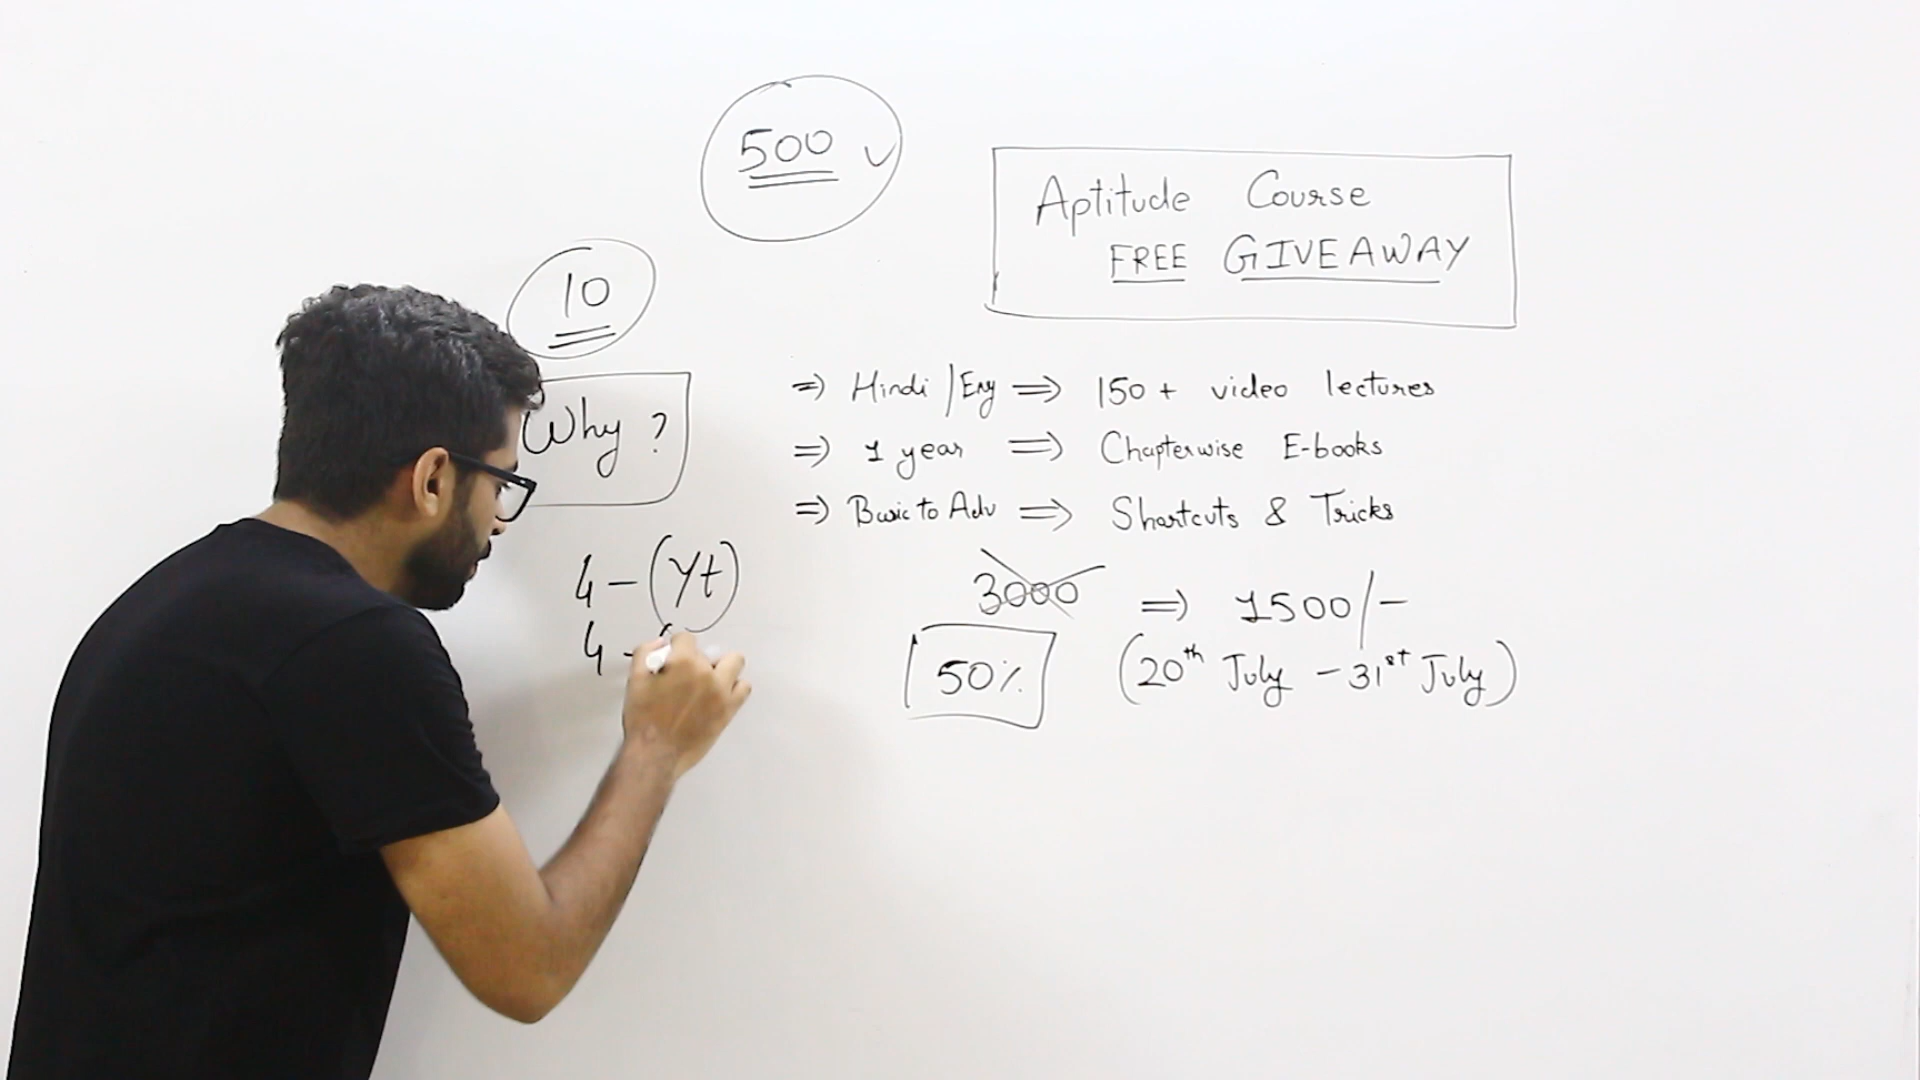 500
Aptitude Course
FREE GIVEAWAY
10
Why ?
=> Hindi / Eng => 150+ video lectures
=> 1 year => Chapterwise E-books
=> Basic to Adv => Shortcuts & Tricks
4 - (Yt)
4 -
3000 => 1500/-
50%
(20th July - 31st July)